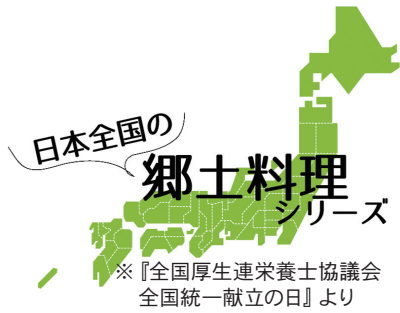 日本全国の
郷土料理
シリーズ
※『全国厚生連栄養士協議会
全国統一献立の日』より